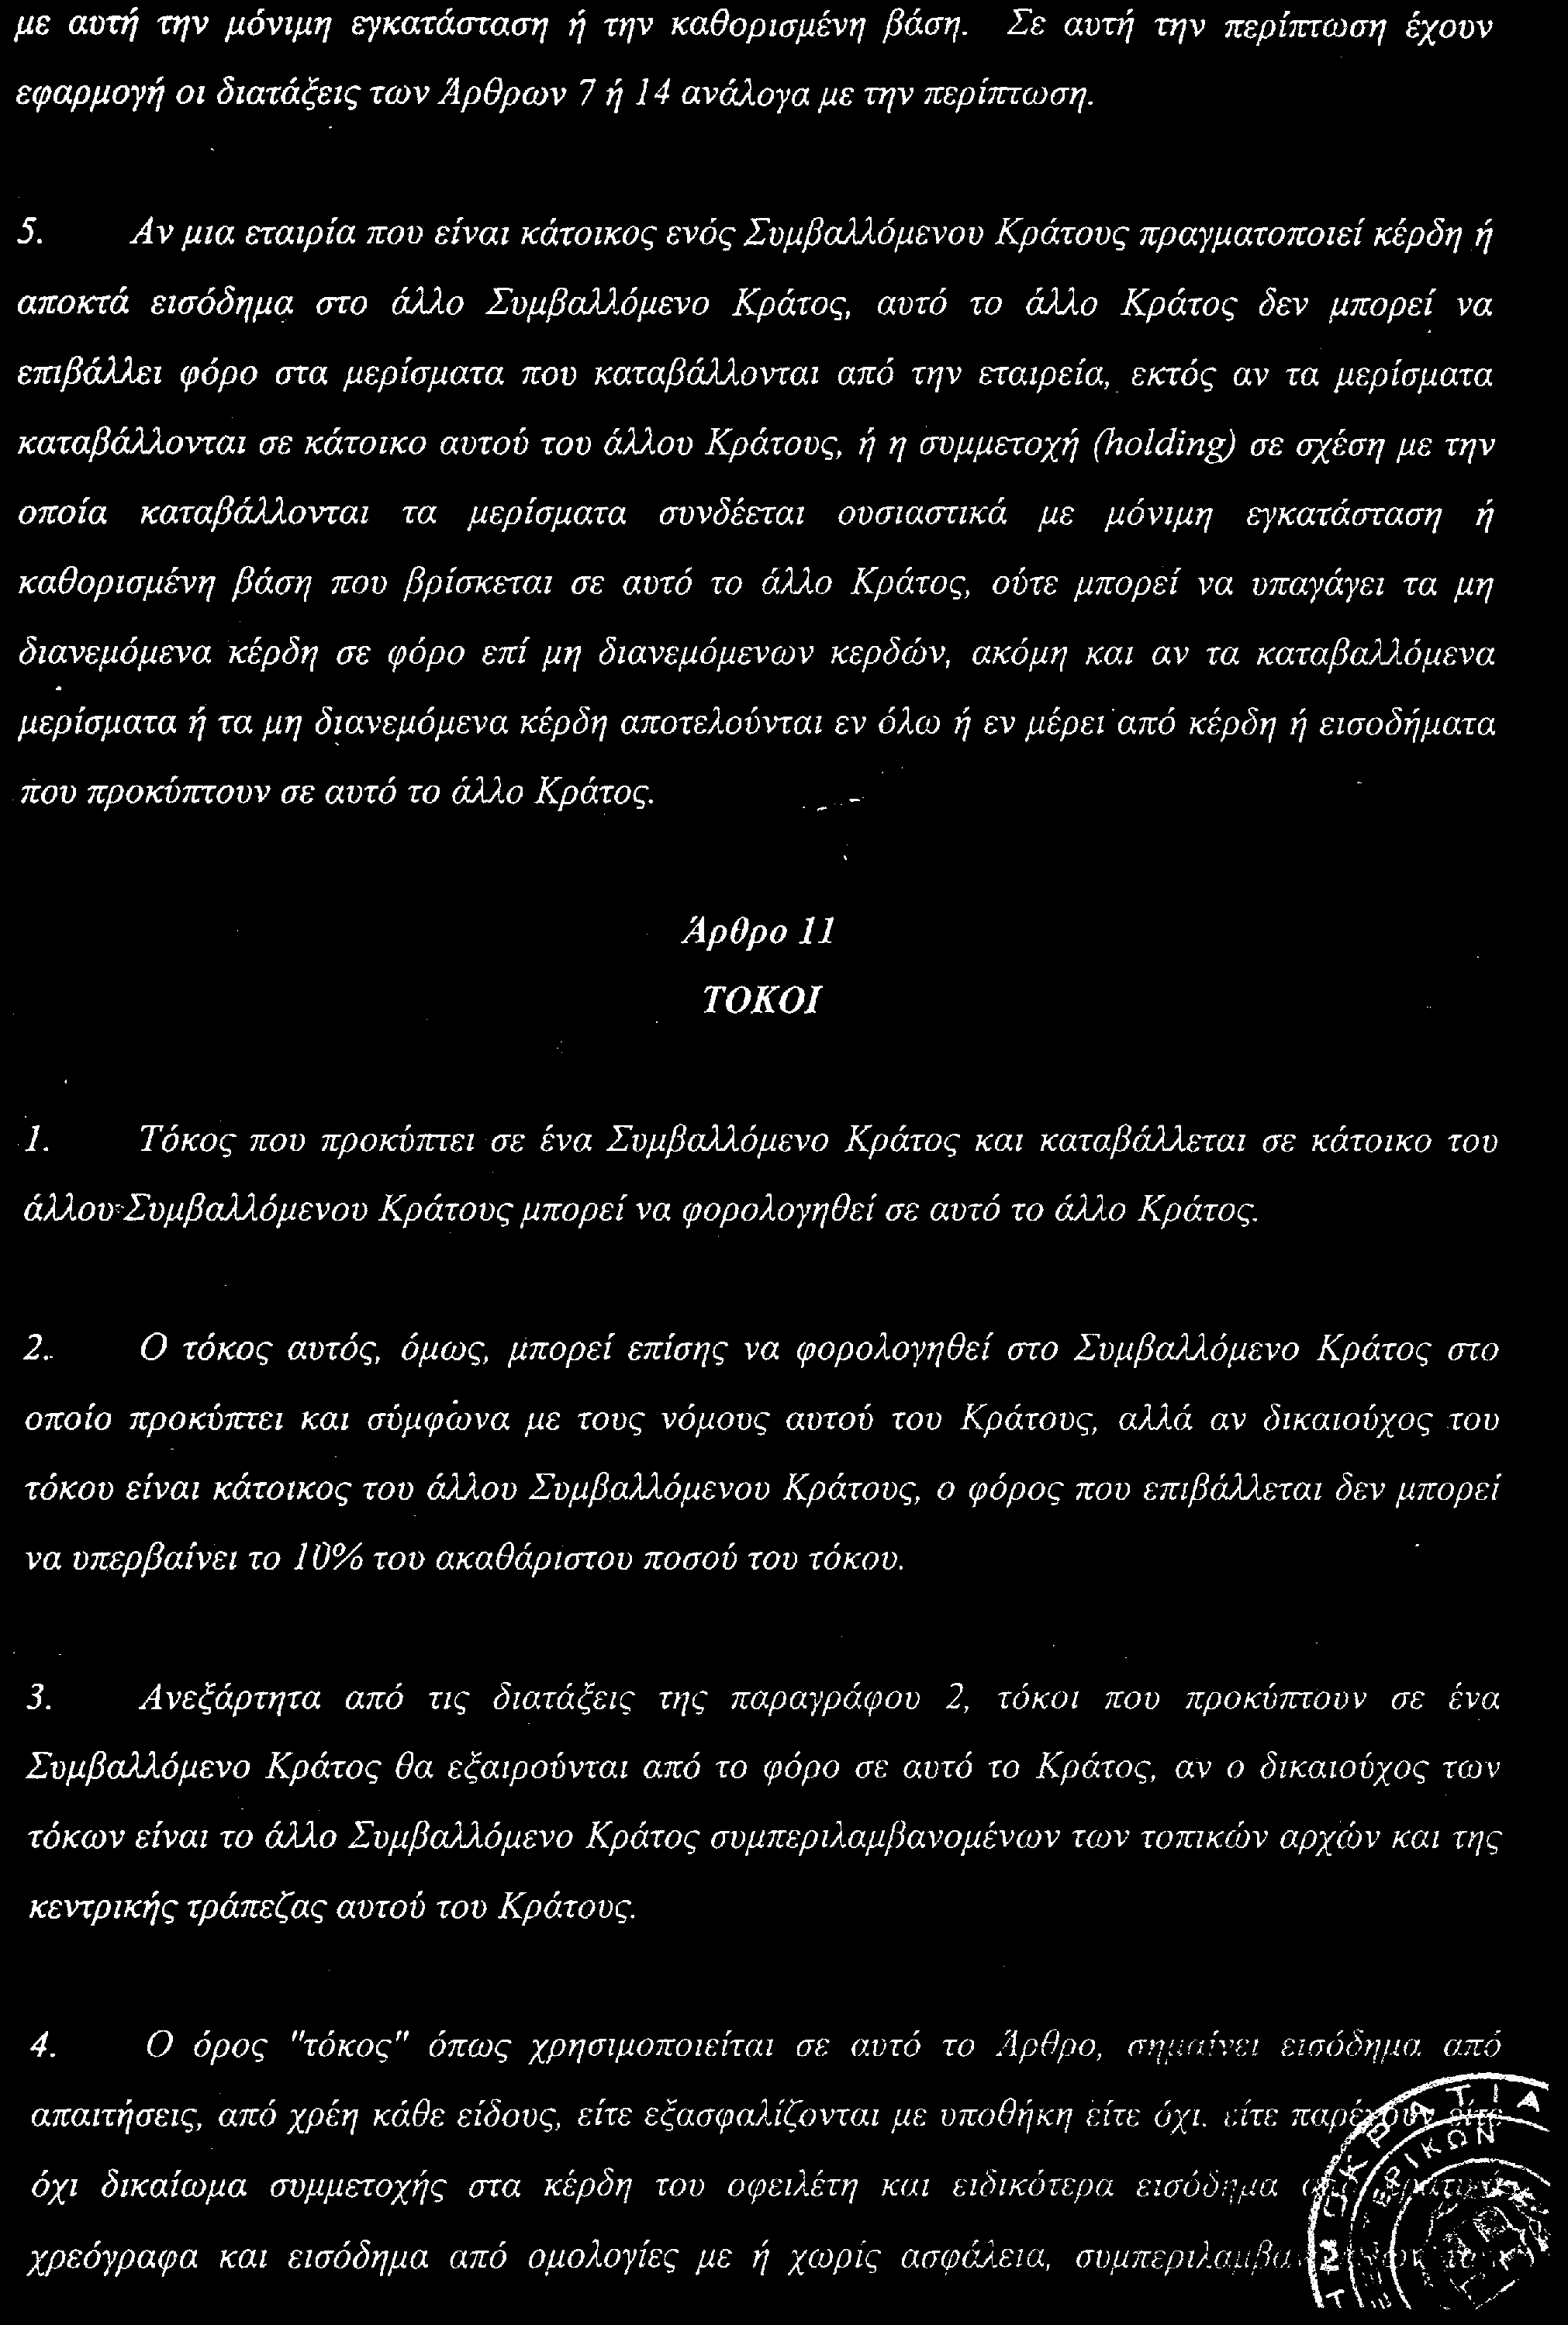 με αυτή την μόνιμη εγκατάσταση ή την καθορισμένη βάση. Σε αυτή την περίπτωση έχουν
εφαρμογή οι διατάξεις των Άρθρων 7 ή 14 ανάλογα με την περίπτωση.
5. Αν μια εταιρία που είναι κάτοικος ενός Συμβαλλόμενου Κράτους πραγματοποιεί κέρδη ή
αποκτά εισόδημα στο άλλο Συμβαλλόμενο Κράτος, αυτό το άλλο Κράτος δεν μπορεί να
επιβάλλει φόρο στα μερίσματα που καταβάλλονται από την εταιρεία, εκτός αν τα μερίσματα
καταβάλλονται σε κάτοικο αυτού του άλλου Κράτους, ή η συμμετοχή (holding) σε σχέση με την
οποία καταβάλλονται τα μερίσματα συνδέεται ουσιαστικά με μόνιμη εγκατάσταση ή
καθορισμένη βάση που βρίσκεται σε αυτό το άλλο Κράτος, ούτε μπορεί να υπαγάγει τα μη
διανεμόμενα κέρδη σε φόρο επί μη διανεμόμενων κερδών, ακόμη και αν τα καταβαλλόμενα
μερίσματα ή τα μη διανεμόμενα κέρδη αποτελούνται εν όλω ή εν μέρει από κέρδη ή εισοδήματα
που προκύπτουν σε αυτό το άλλο Κράτος.
Άρθρο 11
ΤΟΚΟΙ
1. Τόκος που προκύπτει σε ένα Συμβαλλόμενο Κράτος και καταβάλλεται σε κάτοικο του
άλλου Συμβαλλόμενου Κράτους μπορεί να φορολογηθεί σε αυτό το άλλο Κράτος.
2. Ο τόκος αυτός, όμως, μπορεί επίσης να φορολογηθεί στο Συμβαλλόμενο Κράτος στο
οποίο προκύπτει και σύμφωνα με τους νόμους αυτού του Κράτους, αλλά αν δικαιούχος του
τόκου είναι κάτοικος του άλλου Συμβαλλόμενου Κράτους, ο φόρος που επιβάλλεται δεν μπορεί
να υπερβαίνει το 10% του ακαθάριστου ποσού του τόκου.
3. Ανεξάρτητα από τις διατάξεις της παραγράφου 2, τόκοι που προκύπτουν σε ένα
Συμβαλλόμενο Κράτος θα εξαιρούνται από το φόρο σε αυτό το Κράτος, αν ο δικαιούχος των
τόκων είναι το άλλο Συμβαλλόμενο Κράτος συμπεριλαμβανομένων των τοπικών αρχών και της
κεντρικής τράπεζας αυτού του Κράτους.
4. Ο όρος "τόκος" όπως χρησιμοποιείται σε αυτό το Άρθρο, σημαίνει εισόδημα από
απαιτήσεις, από χρέη κάθε είδους, είτε εξασφαλίζονται με υποθήκη είτε όχι. είτε παρέχουν είτε
όχι δικαίωμα συμμετοχής στα κέρδη του οφειλέτη και ειδικότερα εισόδημα
χρεόγραφα και εισόδημα από ομολογίες με ή χωρίς ασφάλεια,